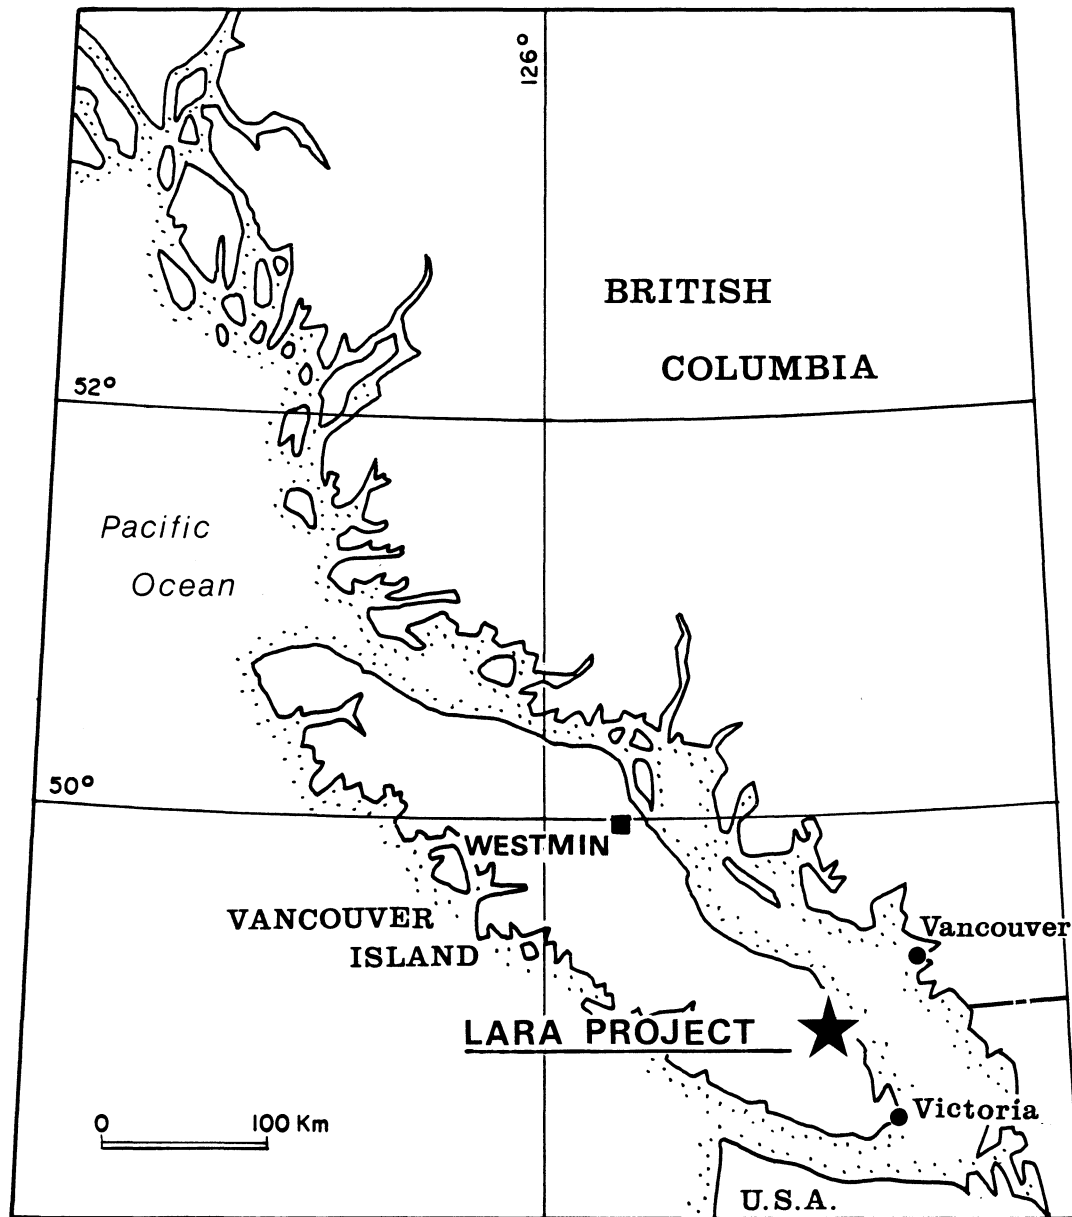 126°
BRITISH
COLUMBIA
52°
Pacific
Ocean
50°
WESTMIN
VANCOUVER
ISLAND
Vancouver
LARA PROJECT
Victoria
0 100 Km
U.S.A.